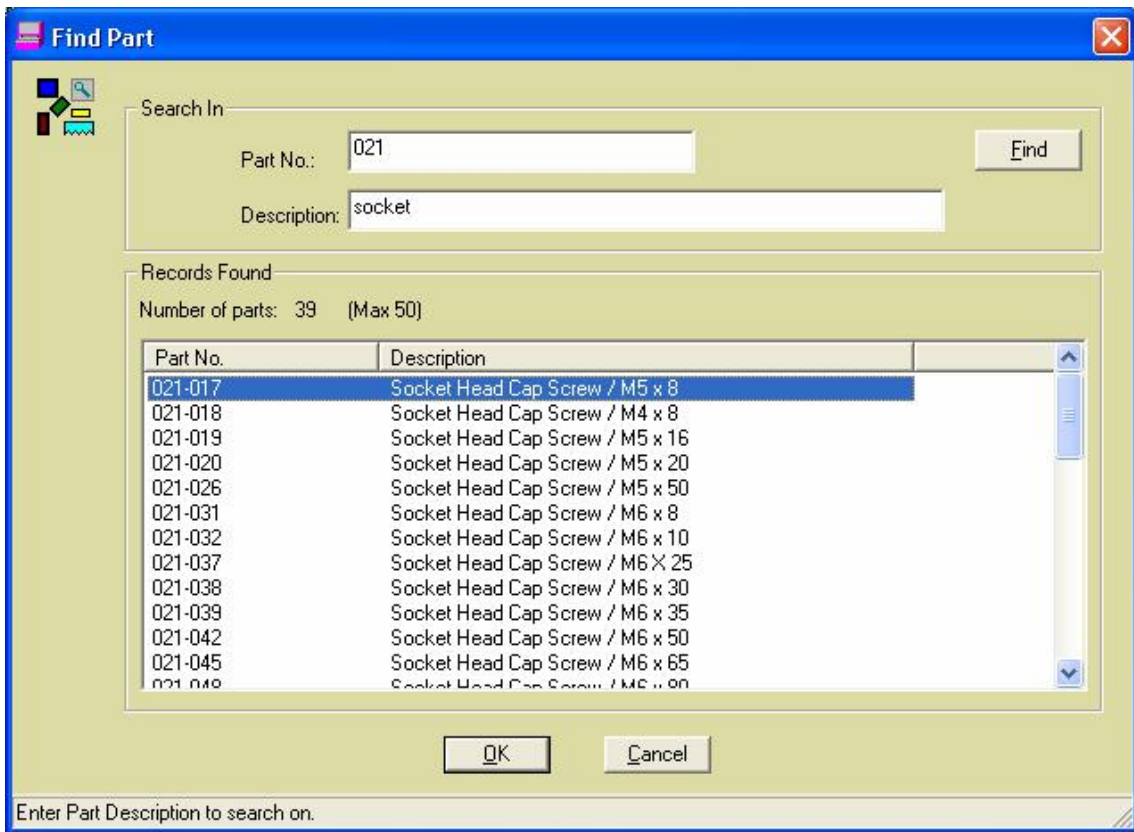 Find Part
Search In
Part No.: 021 Find
Description: socket
Records Found
Number of parts: 39 (Max 50)
Part No. Description
021-017 Socket Head Cap Screw / M5 x 8
021-018 Socket Head Cap Screw / M4 x 8
021-019 Socket Head Cap Screw / M5 x 16
021-020 Socket Head Cap Screw / M5 x 20
021-026 Socket Head Cap Screw / M5 x 50
021-031 Socket Head Cap Screw / M6 x 8
021-032 Socket Head Cap Screw / M6 x 10
021-037 Socket Head Cap Screw / M6 X 25
021-038 Socket Head Cap Screw / M6 x 30
021-039 Socket Head Cap Screw / M6 x 35
021-042 Socket Head Cap Screw / M6 x 50
021-045 Socket Head Cap Screw / M6 x 65
Socket Head Cap Screw /
OK Cancel
Enter Part Description to search on.